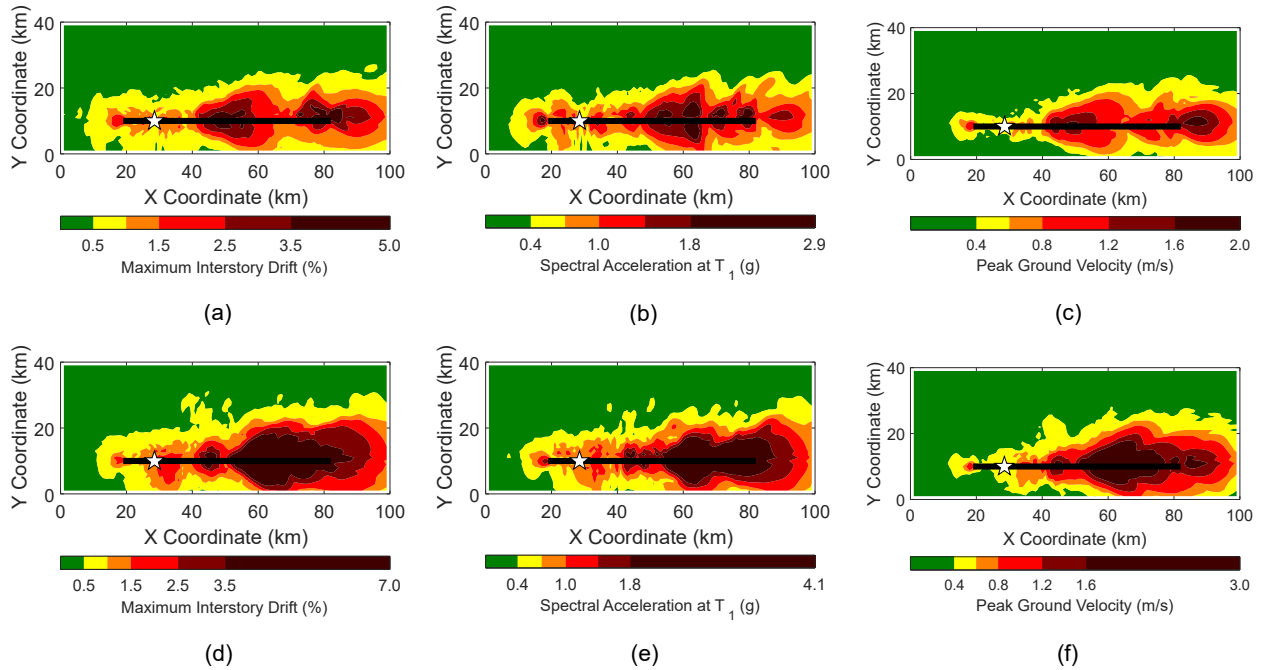 40
20
0
Y Coordinate (km)
0 20 40 60 80 100
X Coordinate (km)
0.5 1.5 2.5 3.5 5.0
Maximum Interstory Drift (%)
(a)
40
20
0
Y Coordinate (km)
0 20 40 60 80 100
X Coordinate (km)
0.4 1.0 1.8 2.9
Spectral Acceleration at T1 (g)
(b)
40
20
0
Y Coordinate (km)
0 20 40 60 80 100
X Coordinate (km)
0.4 0.8 1.2 1.6 2.0
Peak Ground Velocity (m/s)
(c)
40
20
0
Y Coordinate (km)
0 20 40 60 80 100
X Coordinate (km)
0.5 1.5 2.5 3.5 7.0
Maximum Interstory Drift (%)
(d)
40
20
0
Y Coordinate (km)
0 20 40 60 80 100
X Coordinate (km)
0.4 1.0 1.8 4.1
Spectral Acceleration at T1 (g)
(e)
40
20
0
Y Coordinate (km)
0 20 40 60 80 100
X Coordinate (km)
0.4 0.8 1.2 1.6 3.0
Peak Ground Velocity (m/s)
(f)